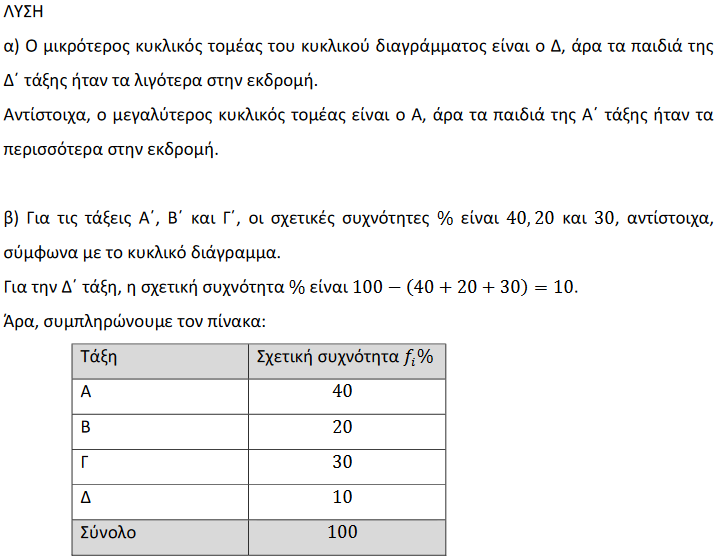 ΛΥΣΗ
α) Ο μικρότερος κυκλικός τομέας του κυκλικού διαγράμματος είναι ο Δ, άρα τα παιδιά της
Δ΄ τάξης ήταν τα λιγότερα στην εκδρομή.
Αντίστοιχα, ο μεγαλύτερος κυκλικός τομέας είναι ο Α, άρα τα παιδιά της Α΄ τάξης ήταν τα
περισσότερα στην εκδρομή.
β) Για τις τάξεις Α΄, Β΄ και Γ΄, οι σχετικές συχνότητες % είναι 40, 20 και 30, αντίστοιχα,
σύμφωνα με το κυκλικό διάγραμμα.
Για την Δ΄ τάξη, η σχετική συχνότητα % είναι 100 − (40 + 20 + 30) = 10.
Άρα, συμπληρώνουμε τον πίνακα:
Τάξη Σχετική συχνότητα fᵢ%
Α 40
Β 20
Γ 30
Δ 10
Σύνολο 100